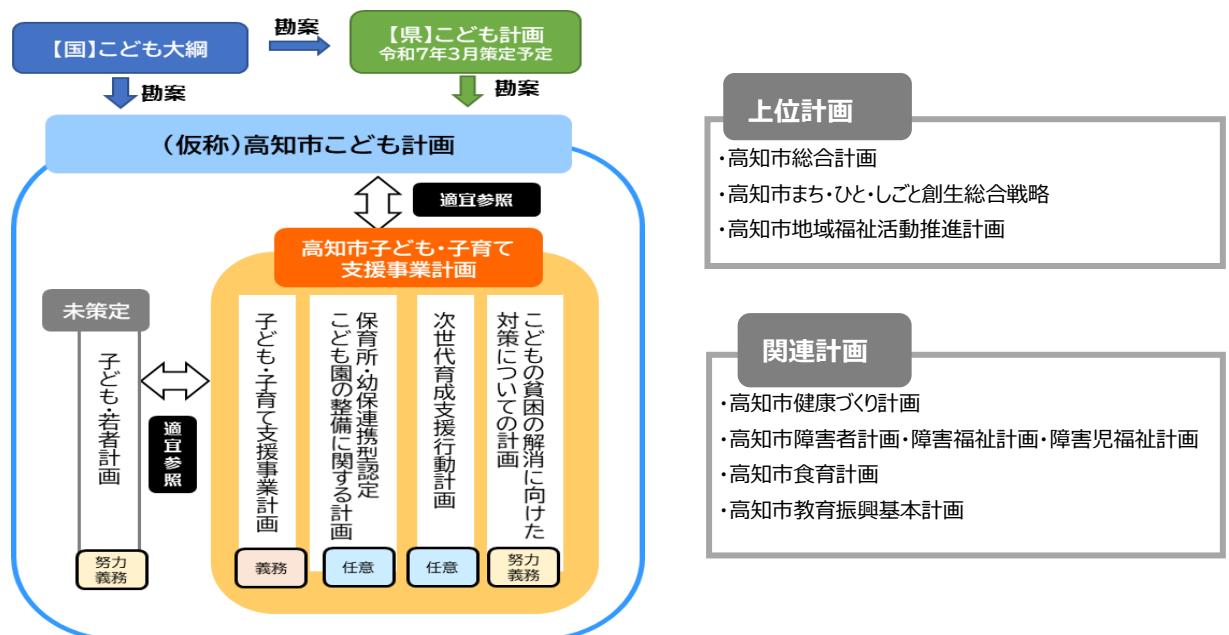 【国】こども大綱
勘案
【県】こども計画
令和7年3月策定予定
勘案
勘案
（仮称）高知市こども計画
適宜参照
高知市子ども・子育て
支援事業計画
未策定
子ども・若者計画
努力
義務
適宜参照
子ども・子育て支援事業計画
義務
保育所・幼保連携型認定
こども園の整備に関する計画
任意
次世代育成支援行動計画
任意
こどもの貧困の解消に向けた
対策についての計画
努力
義務
上位計画
・高知市総合計画
・高知市まち・ひと・しごと創生総合戦略
・高知市地域福祉活動推進計画
関連計画
・高知市健康づくり計画
・高知市障害者計画・障害福祉計画・障害児福祉計画
・高知市食育計画
・高知市教育振興基本計画